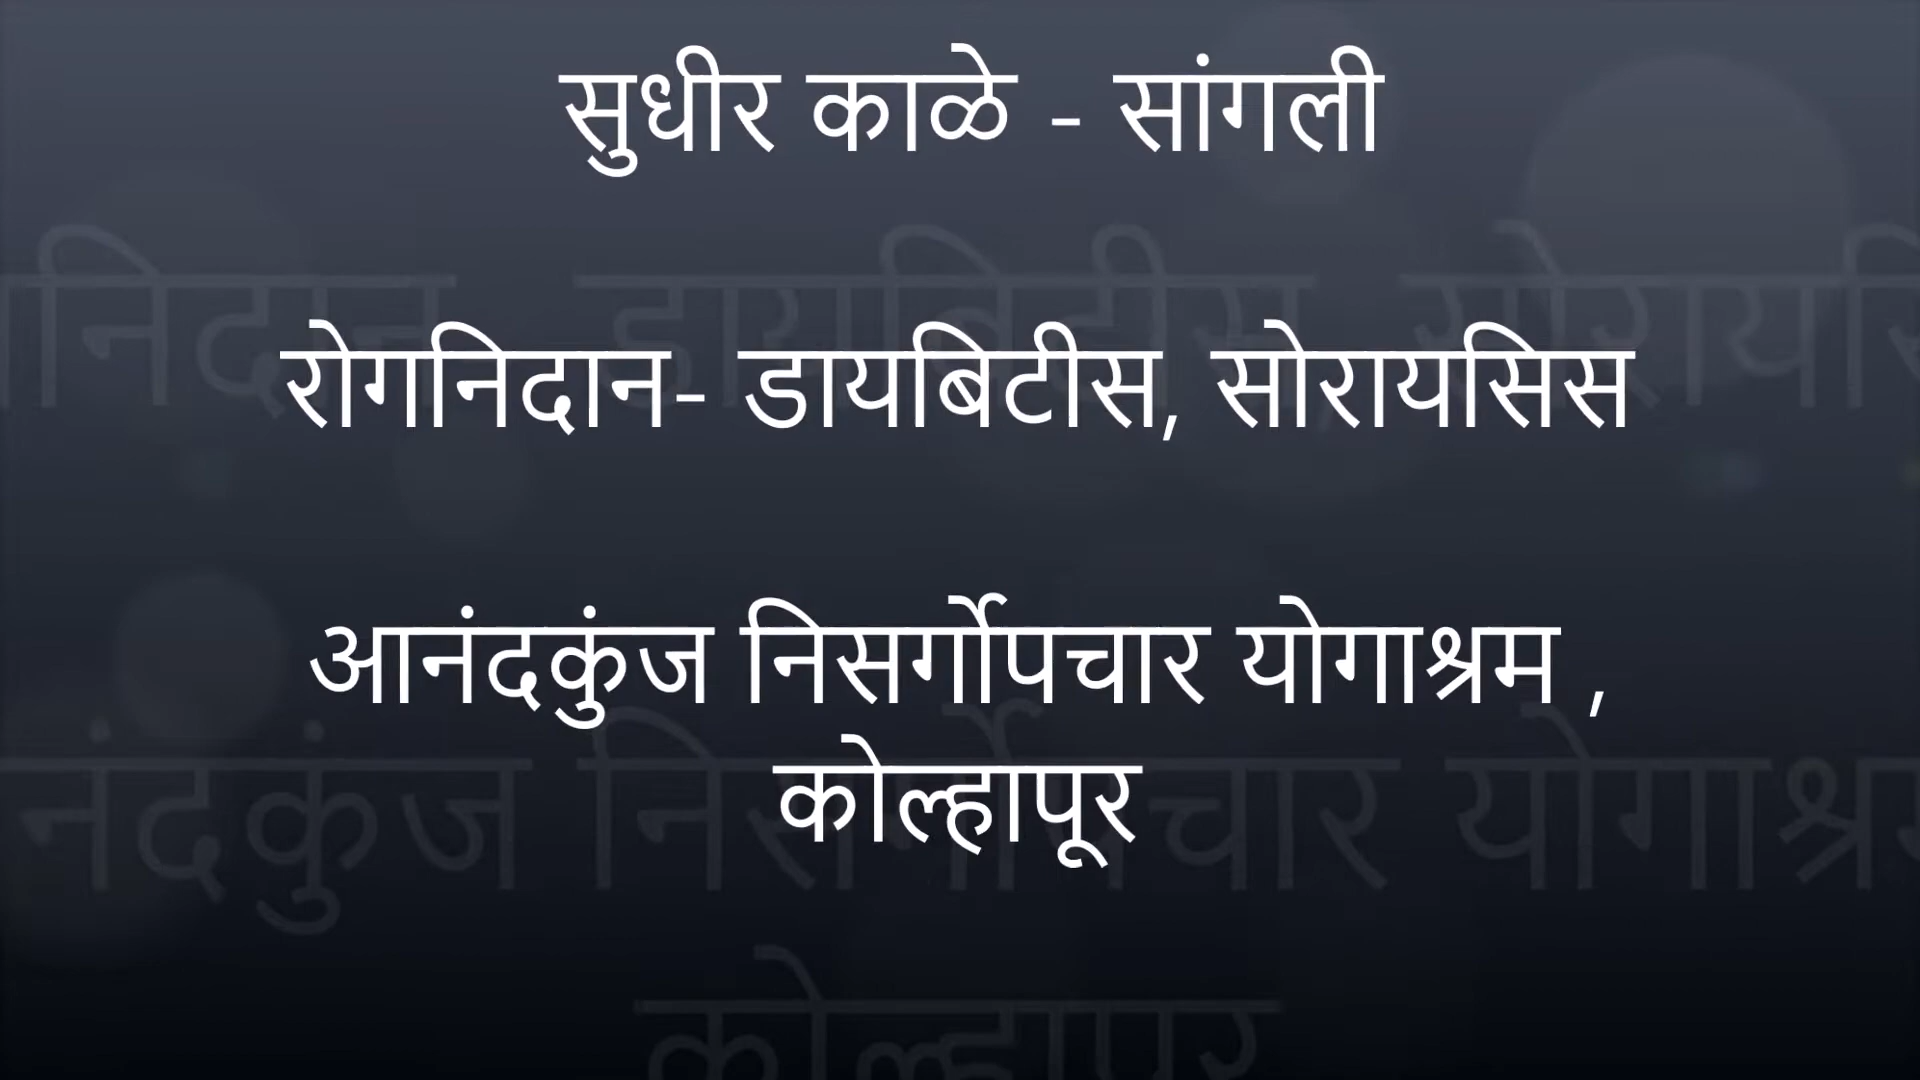 सुधीर काळे - सांगली
रोगनिदान- डायबिटीस, सोरायसिस
आनंदकुंज निसर्गोपचार योगाश्रम ,
कोल्हापूर